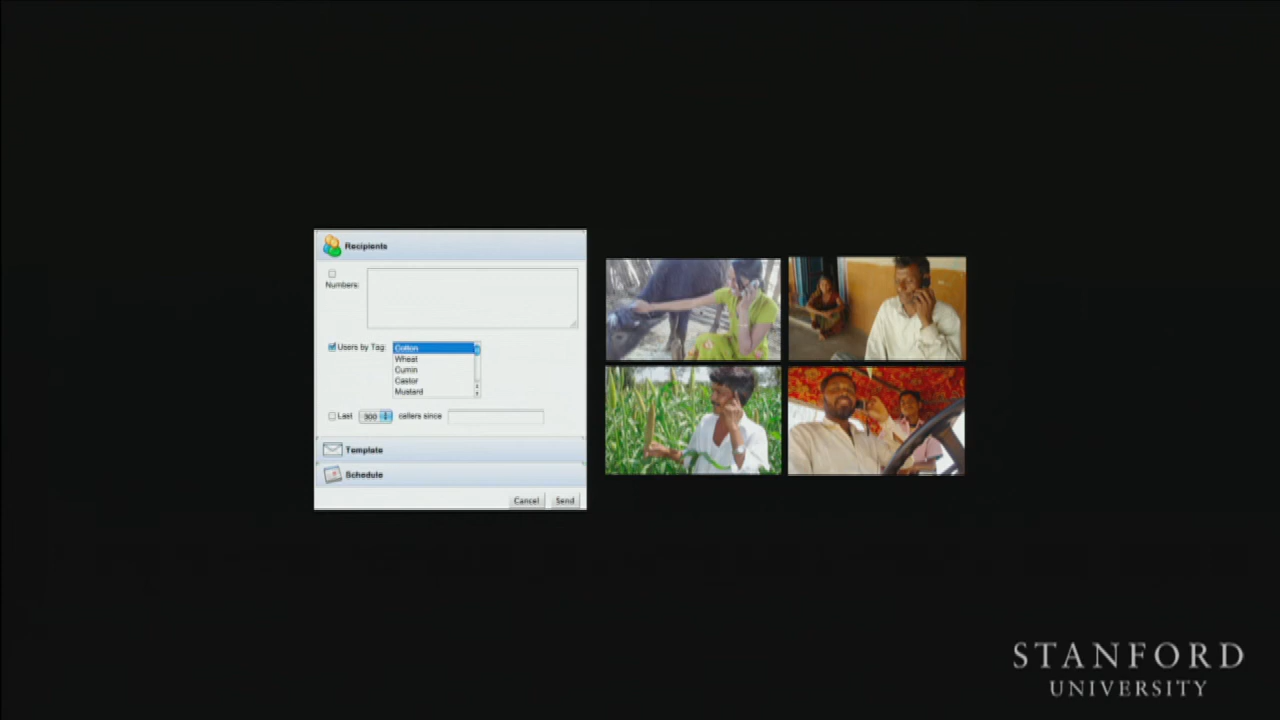 Recipients
Numbers:
Users by Tag:
Cotton
Wheat
Cumin
Castor
Mustard
Last 300 callers since
Template
Schedule
Cancel Send
STANFORD
UNIVERSITY